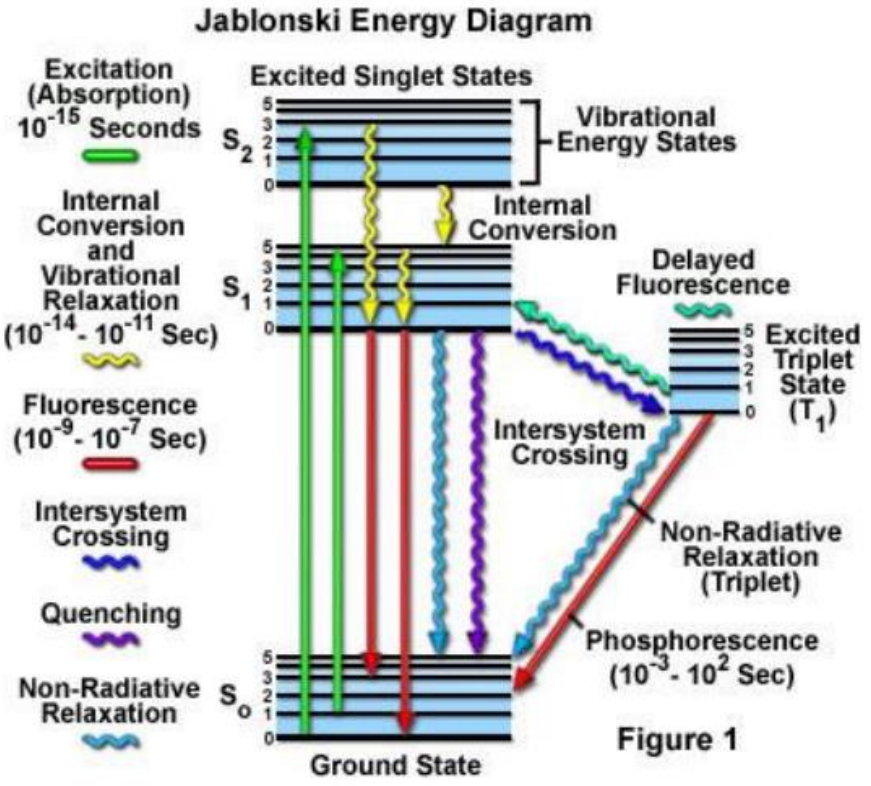 Jablonski Energy Diagram
Excitation
(Absorption)
10⁻¹⁵ Seconds
Internal
Conversion
and
Vibrational
Relaxation
(10⁻¹⁴- 10⁻¹¹ Sec)
Fluorescence
(10⁻⁹- 10⁻⁷ Sec)
Intersystem
Crossing
Quenching
Non-Radiative
Relaxation
Excited Singlet States
S₂
5
3
2
1
0
Vibrational
Energy States
Internal
Conversion
S₁
5
3
2
1
0
Delayed
Fluorescence
5
3
2
1
0
Excited
Triplet
State
(T₁)
Intersystem
Crossing
Non-Radiative
Relaxation
(Triplet)
Phosphorescence
(10⁻³- 10² Sec)
S₀
5
3
2
1
0
Ground State
Figure 1